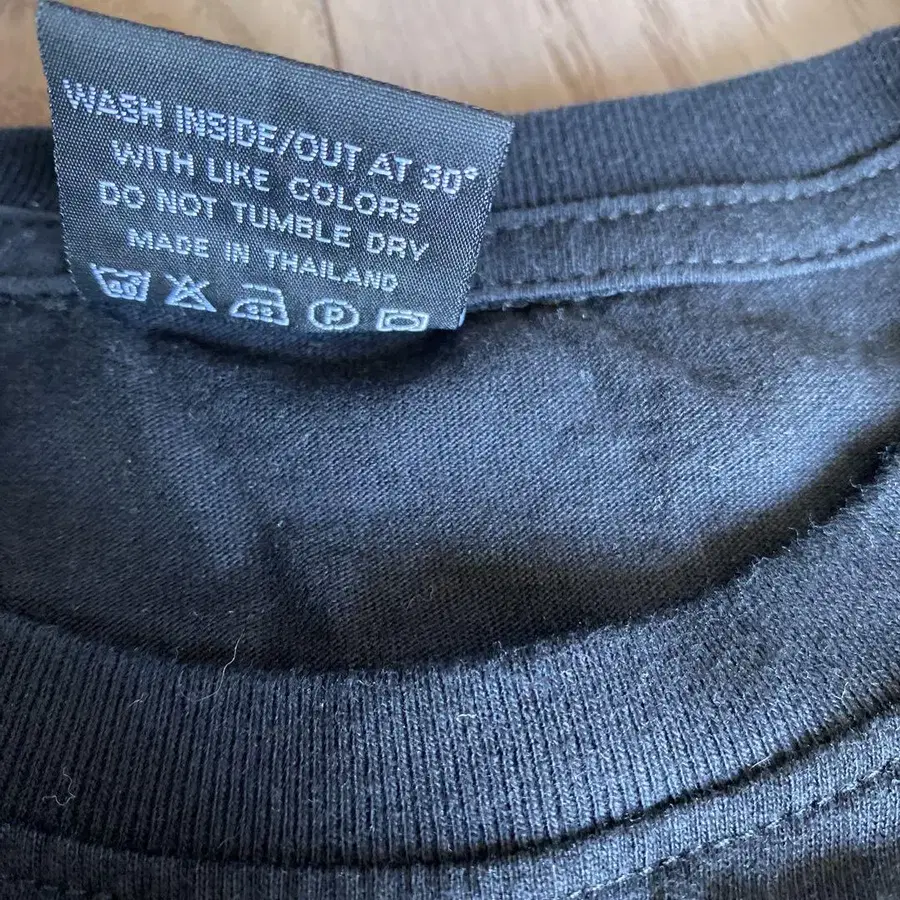 WASH INSIDE/OUT AT 30°
WITH LIKE COLORS
DO NOT TUMBLE DRY
MADE IN THAILAND
P